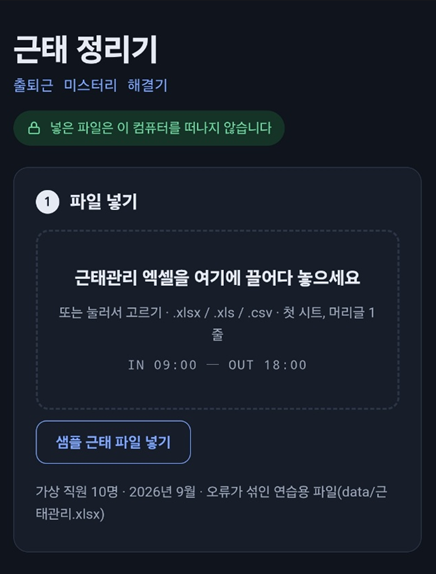 근태 정리기
출퇴근 미스터리 해결기
넣은 파일은 이 컴퓨터를 떠나지 않습니다
1 파일 넣기
근태관리 엑셀을 여기에 끌어다 놓으세요
또는 눌러서 고르기 · .xlsx / .xls / .csv · 첫 시트, 머리글 1
줄
IN 09:00 — OUT 18:00
샘플 근태 파일 넣기
가상 직원 10명 · 2026년 9월 · 오류가 섞인 연습용 파일(data/근
태관리.xlsx)